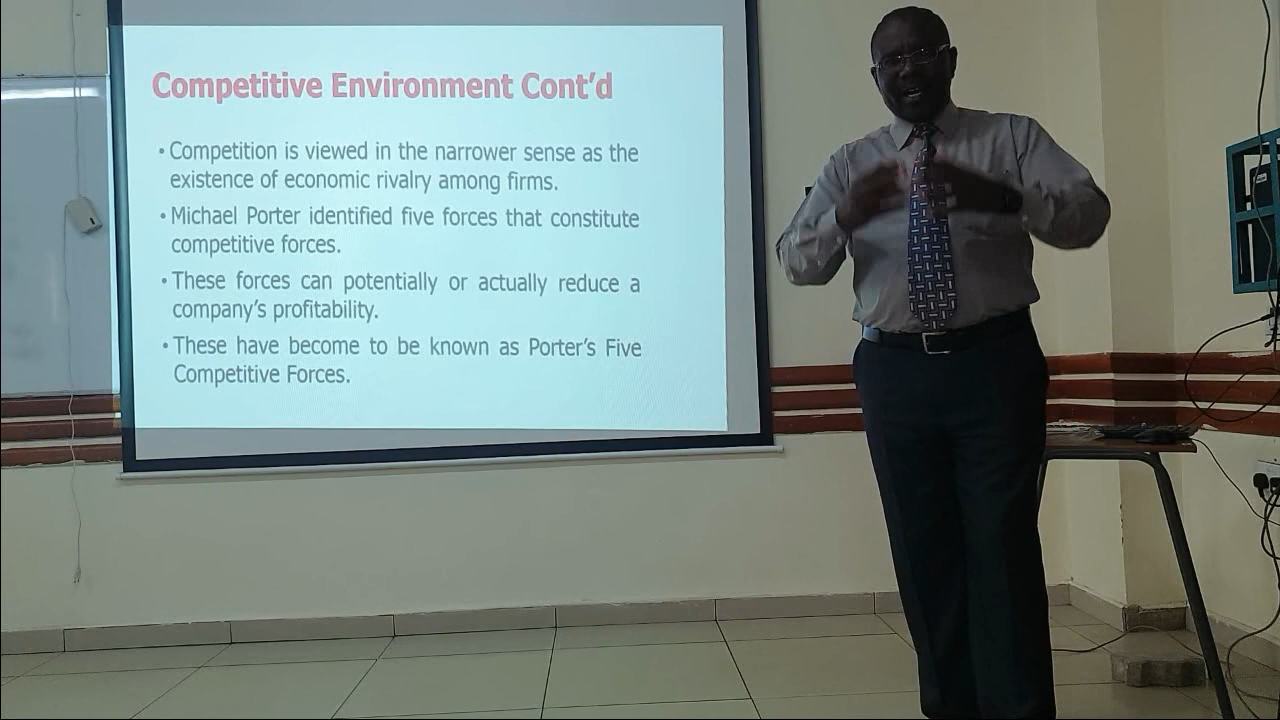 Competitive Environment Cont'd
• Competition is viewed in the narrower sense as the
existence of economic rivalry among firms.
• Michael Porter identified five forces that constitute
competitive forces.
• These forces can potentially or actually reduce a
company's profitability.
• These have become to be known as Porter's Five
Competitive Forces.